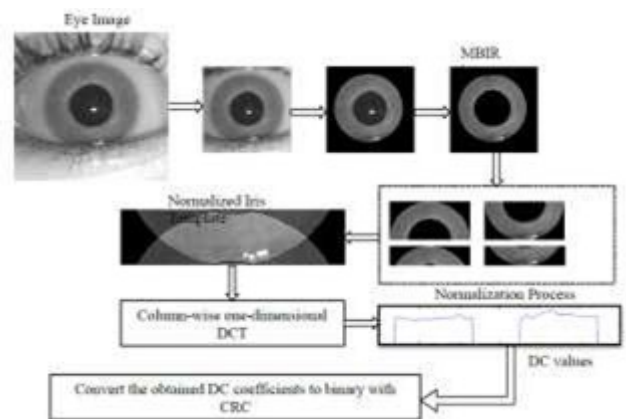 Eye Image
MBIR
Normalized Iris
Template
Normalization Process
Column-wise one-dimensional
DCT
DC values
Convert the obtained DC coefficients to binary with
CRC